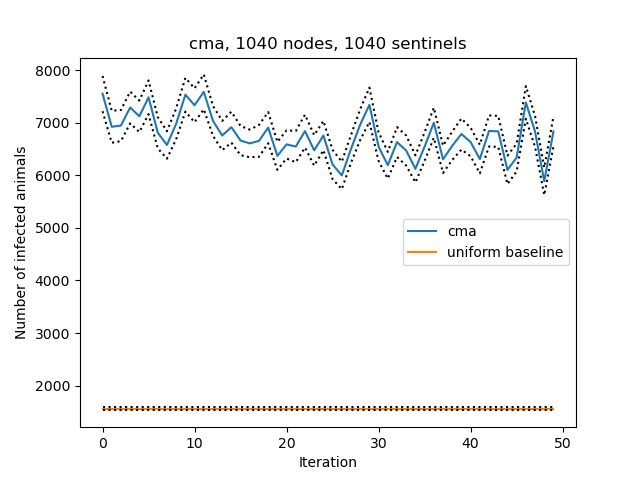 cma, 1040 nodes, 1040 sentinels
Number of infected animals
8000
7000
6000
5000
4000
3000
2000
cma
uniform baseline
0
10
20
30
40
50
Iteration